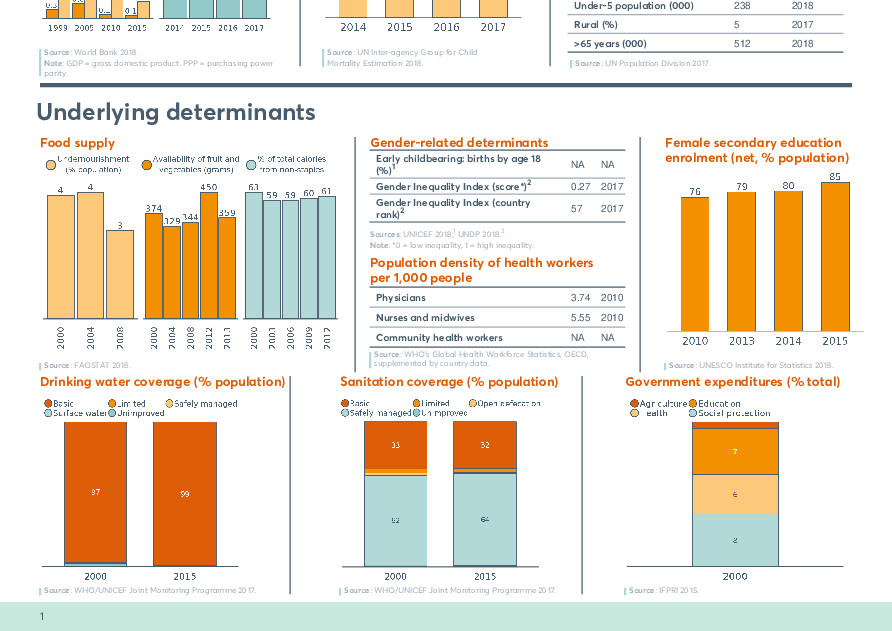 1999 2005 2010 2015
2014 2015 2016 2017
2014 2015 2016 2017
Under-5 population (000) 238 2018
Rural (%) 5 2017
>65 years (000) 512 2018
Source: World Bank 2018.
Note: GDP = gross domestic product. PPP = purchasing power
parity.
Source: UN Inter-agency Group for Child
Mortality Estimation 2018.
Source: UN Population Division 2017.
Underlying determinants
Food supply
Undernourishment
(% population)
Availability of fruit and
vegetables (grams)
% of total calories
from non-staples
4 4 3
374 329 344 450 359
63 59 59 60 61
2000 2004 2008
2000 2004 2008 2012 2013
2000 2006 2009 2012
Source: FAOSTAT 2018.
Gender-related determinants
Early childbearing: births by age 18
(%)1 NA NA
Gender Inequality Index (score*)2 0.27 2017
Gender Inequality Index (country
rank)2 57 2017
Sources: UNICEF 2018,1 UNDP 2018.2
Note: *0 = low inequality, 1 = high inequality.
Population density of health workers
per 1,000 people
Physicians 3.74 2010
Nurses and midwives 5.55 2010
Community health workers NA NA
Source: WHO's Global Health Workforce Statistics, OECD,
supplemented by country data.
Female secondary education
enrolment (net, % population)
76 79 80 85
2010 2013 2014 2015
Source: UNESCO Institute for Statistics 2018.
Drinking water coverage (% population)
Basic Limited Safely managed
Surface water Unimproved
97 99
2000 2015
Source: WHO/UNICEF Joint Monitoring Programme 2017.
Sanitation coverage (% population)
Basic Limited Open defecation
Safely managed Unimproved
33 32
62 64
2000 2015
Source: WHO/UNICEF Joint Monitoring Programme 2017.
Government expenditures (% total)
Agriculture Education
Health Social protection
7
6
2000
Source: IFPRI 2015.
1